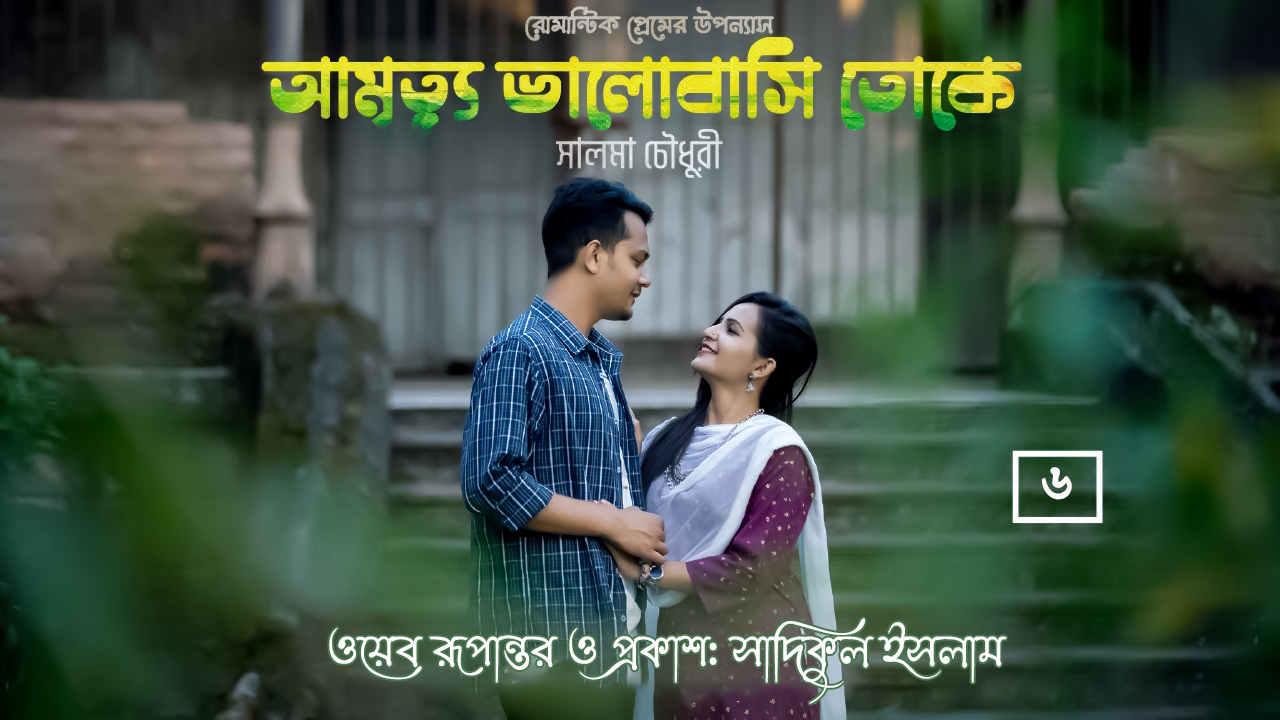 রোমান্টিক প্রেমের উপন্যাস
আমৃত্যু ভালোবাসি তোকে
সালমা চৌধুরী
৬
ওয়েব রূপান্তর ও প্রকাশ: সাদিকুল ইসলাম